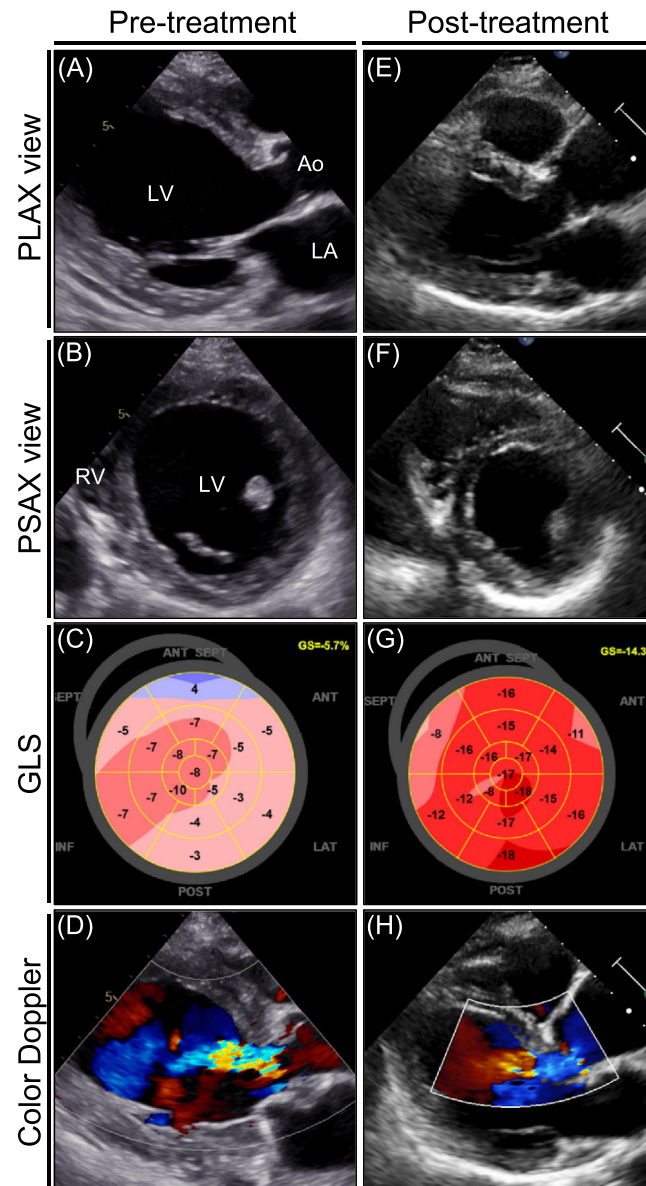 Pre-treatment
Post-treatment
PLAX view
(A)
5
LV
Ao
LA
(E)
PSAX view
(B)
5
RV
LV
(F)
GLS
(C)
GS=-5.7%
ANT SEPT
SEPT
ANT
4
-5
-7
-5
-7
-8
-7
-5
-8
-7
-7
-10
-5
-3
-4
-4
-3
INF
LAT
POST
(G)
GS=-14.3
ANT SEPT
SEPT
ANT
-16
-8
-15
-11
-16
-16
-17
-14
-17
-12
-12
-8
-18
-15
-16
-17
-18
INF
LAT
POST
Color Doppler
(D)
5
(H)